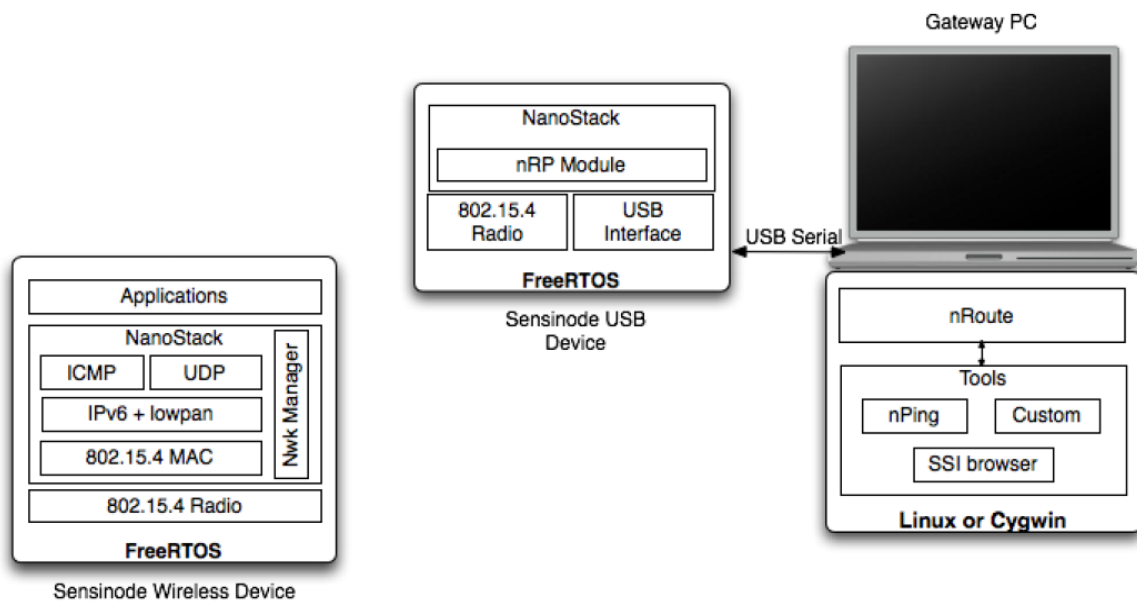 Gateway PC
NanoStack
nRP Module
802.15.4
Radio
USB
Interface
FreeRTOS
Sensinode USB
Device
USB Serial
nRoute
Tools
nPing
Custom
SSI browser
Linux or Cygwin
Applications
NanoStack
ICMP
UDP
IPv6 + lowpan
802.15.4 MAC
Nwk Manager
802.15.4 Radio
FreeRTOS
Sensinode Wireless Device